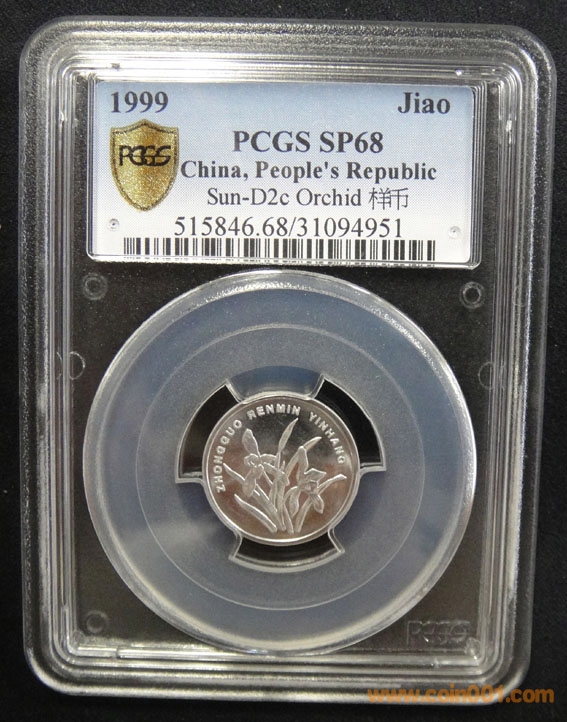 1999 Jiao
PCGS
PCGS SP68
China, People's Republic
Sun-D2c Orchid 样币
515846.68/31094951
ZHONGGUO RENMIN YINHANG
PCGS
www.coin001.com